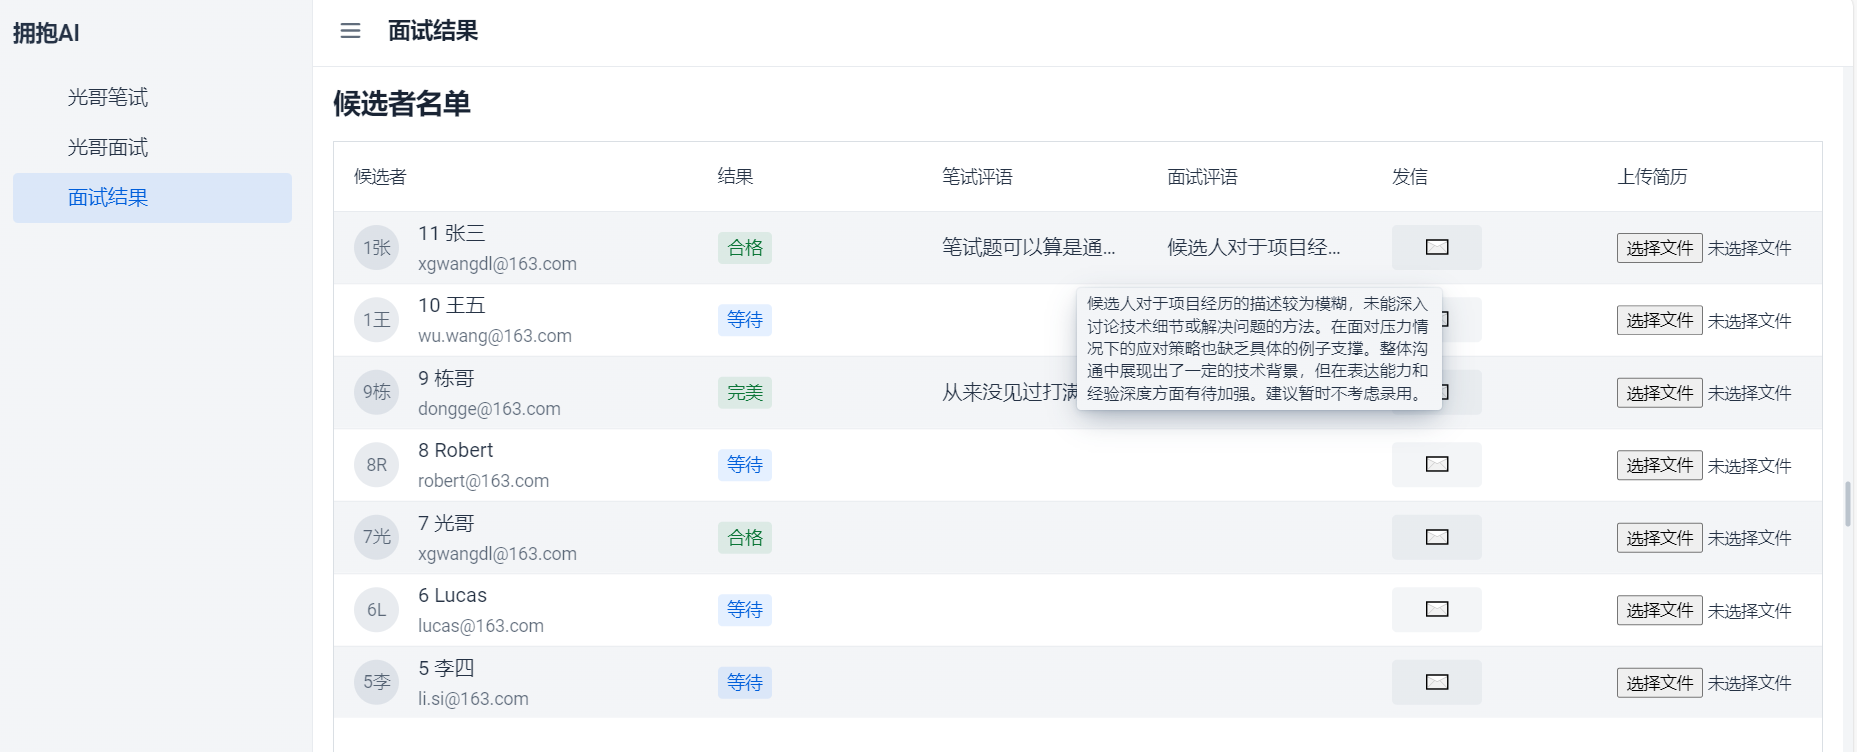 拥抱AI
光哥笔试
光哥面试
面试结果
面试结果
候选者名单
候选者 结果 笔试评语 面试评语 发信 上传简历
1张 11 张三 xgwangdl@163.com 合格 笔试题可以算是通... 候选人对于项目经... 选择文件 未选择文件
1王 10 王五 wu.wang@163.com 等待 选择文件 未选择文件
候选人对于项目经历的描述较为模糊，未能深入
讨论技术细节或解决问题的方法。在面对压力情
况下的应对策略也缺乏具体的例子支撑。整体沟
通中展现出了一定的技术背景，但在表达能力和
经验深度方面有待加强。建议暂时不考虑录用。
9栋 9 栋哥 dongge@163.com 完美 从来没见过打满 选择文件 未选择文件
8R 8 Robert robert@163.com 等待 选择文件 未选择文件
7光 7 光哥 xgwangdl@163.com 合格 选择文件 未选择文件
6L 6 Lucas lucas@163.com 等待 选择文件 未选择文件
5李 5 李四 li.si@163.com 等待 选择文件 未选择文件